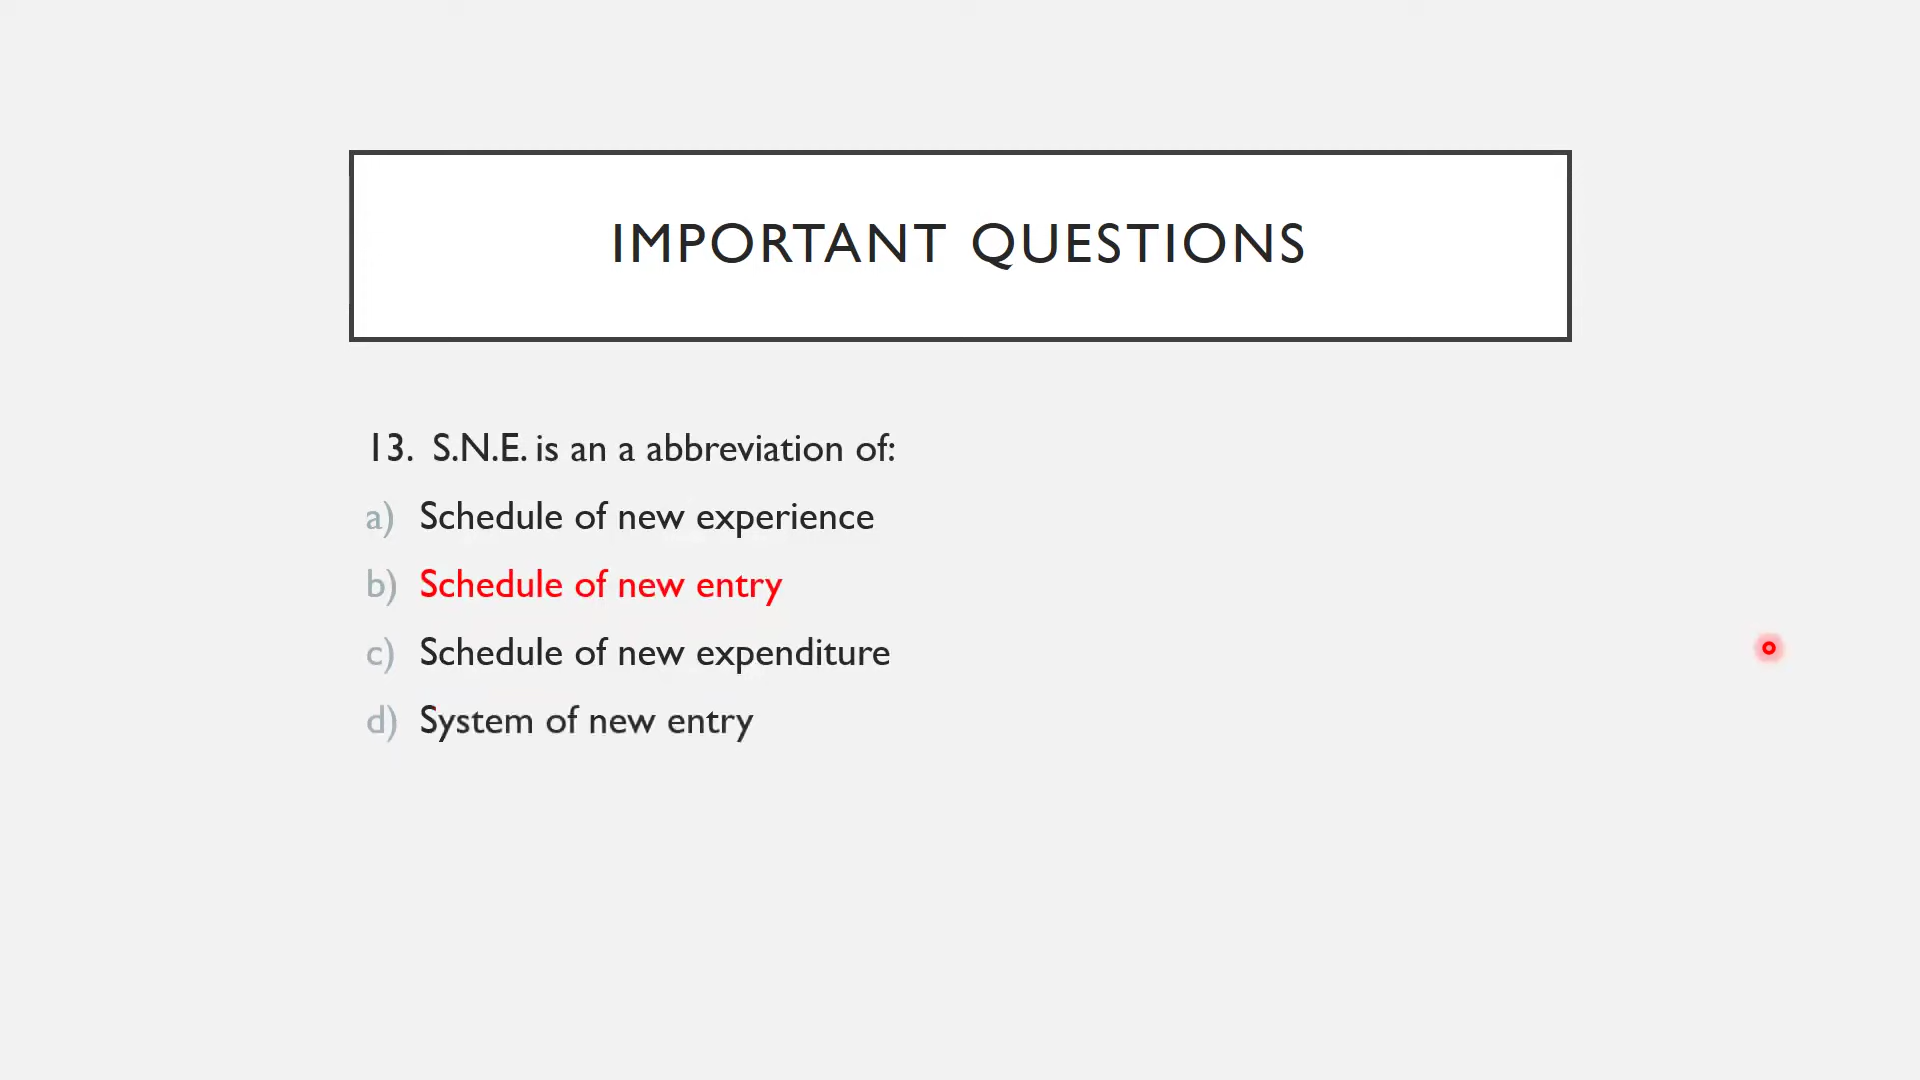 IMPORTANT QUESTIONS
13. S.N.E. is an a abbreviation of:
a) Schedule of new experience
b) Schedule of new entry
c) Schedule of new expenditure
d) System of new entry